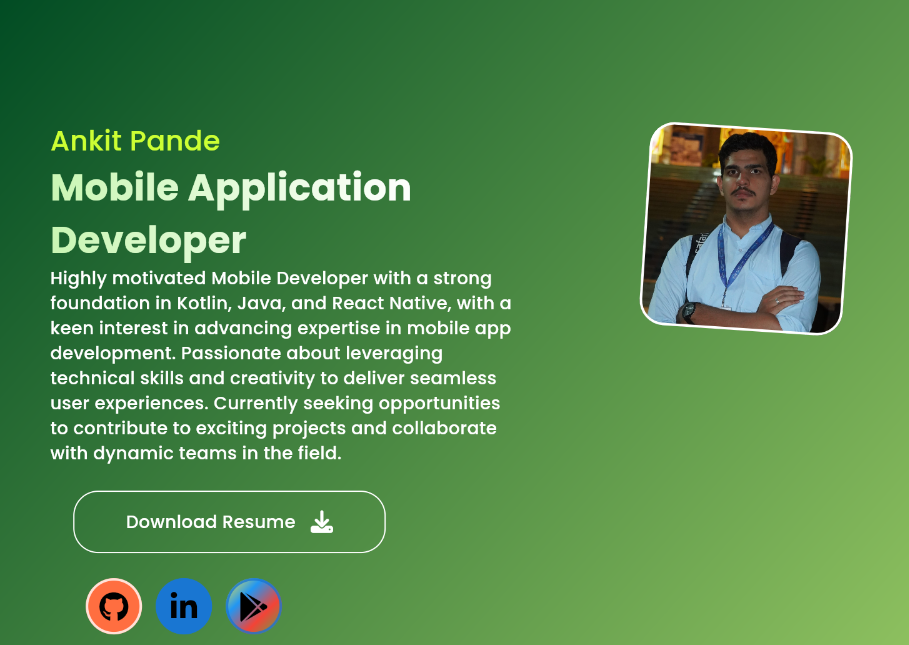 Ankit Pande
Mobile Application
Developer
Highly motivated Mobile Developer with a strong
foundation in Kotlin, Java, and React Native, with a
keen interest in advancing expertise in mobile app
development. Passionate about leveraging
technical skills and creativity to deliver seamless
user experiences. Currently seeking opportunities
to contribute to exciting projects and collaborate
with dynamic teams in the field.
Download Resume
in